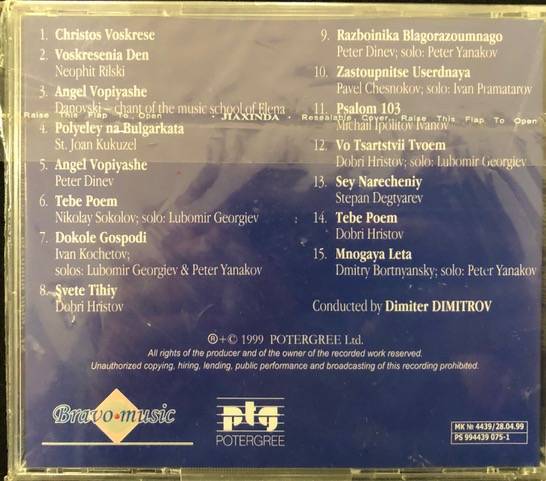 1. Christos Voskrese
2. Voskresenia Den
Neophit Rilski
3. Angel Vopiyashe
Danovski – chant of the music school of Elena
4. Polyeley na Bulgarkata
St. Joan Kukuzel
5. Angel Vopiyashe
Peter Dinev
6. Tebe Poem
Nikolay Sokolov; solo: Lubomir Georgiev
7. Dokole Gospodi
Ivan Kochetov;
solos: Lubomir Georgiev & Peter Yanakov
8. Svete Tihiy
Dobri Hristov
9. Razboinika Blagorazoumnago
Peter Dinev; solo: Peter Yanakov
10. Zastoupnitse Userdnaya
Pavel Chesnokov; solo: Ivan Pramatarov
11. Psalom 103
Michail Ipolitov Ivanov
12. Vo Tsartstvii Tvoem
Dobri Hristov; solo: Lubomir Georgiev
13. Sey Narecheniy
Stepan Degtyarev
14. Tebe Poem
Dobri Hristov
15. Mnogaya Leta
Dmitry Bortnyansky; solo: Peter Yanakov
Conducted by Dimiter DIMITROV
Raise This Flap To Open · JIAXINDA · Resealable Cover Raise This Flap To Open
®+© 1999 POTERGREE Ltd.
All rights of the producer and of the owner of the recorded work reserved.
Unauthorized copying, hiring, lending, public performance and broadcasting of this recording prohibited.
Bravo music
ptg
POTERGREE
MK № 4439/28.04.99
PS 994439 075-1